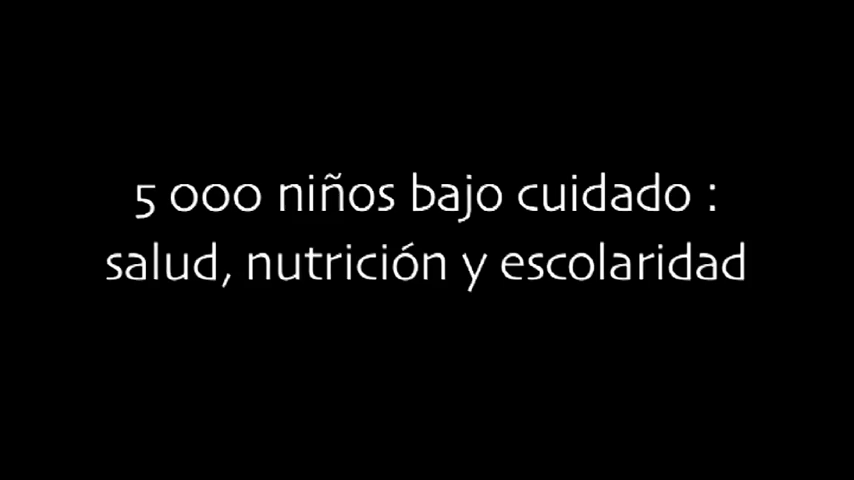 5 000 niños bajo cuidado :
salud, nutrición y escolaridad